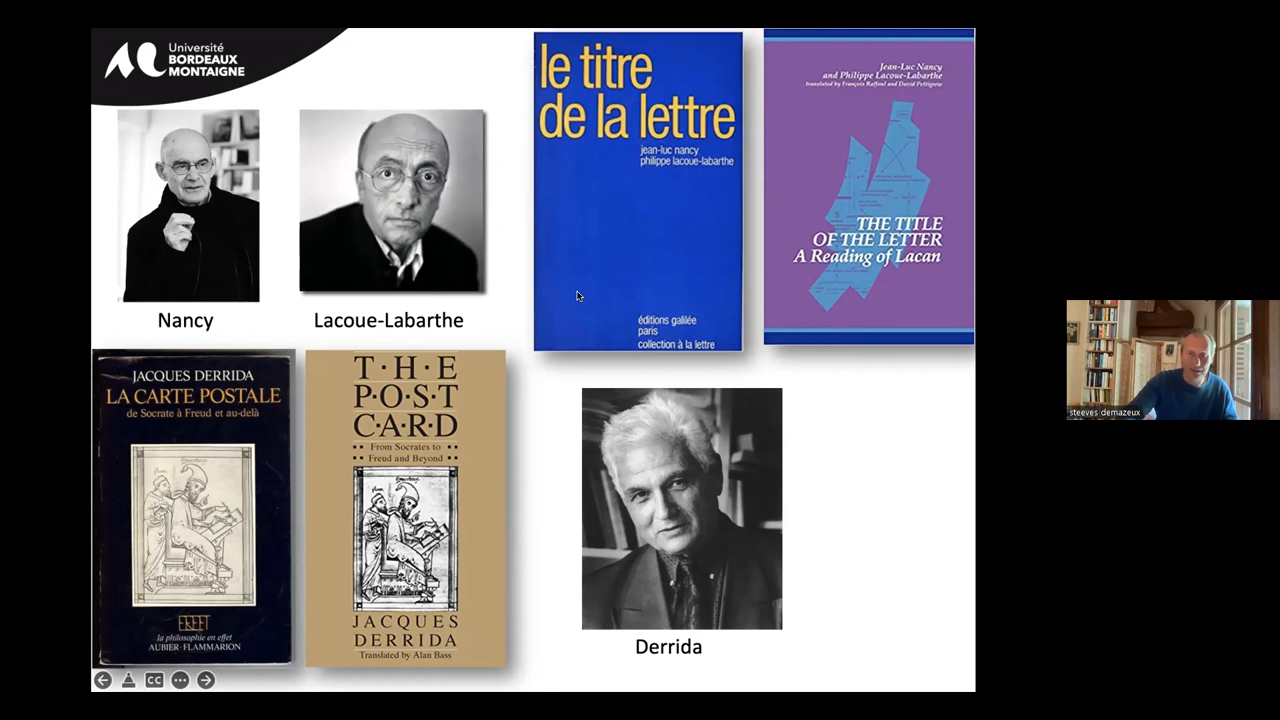 Université
BORDEAUX
MONTAIGNE
Nancy
Lacoue-Labarthe
le titre
de la lettre
jean-luc nancy
philippe lacoue-labarthe
éditions galilée
paris
collection à la lettre
Jean-Luc Nancy
and Philippe Lacoue-Labarthe
translated by François Raffoul and David Pettigrew
THE TITLE
OF THE LETTER
A Reading of Lacan
JACQUES DERRIDA
LA CARTE POSTALE
de Socrate à Freud et au-delà
la philosophie en effet
AUBIER-FLAMMARION
T·H·E
P·O·S·T
C·A·R·D
From Socrates to
Freud and Beyond
JACQUES
DERRIDA
Translated by Alan Bass
Derrida
CC
steeves demazeux